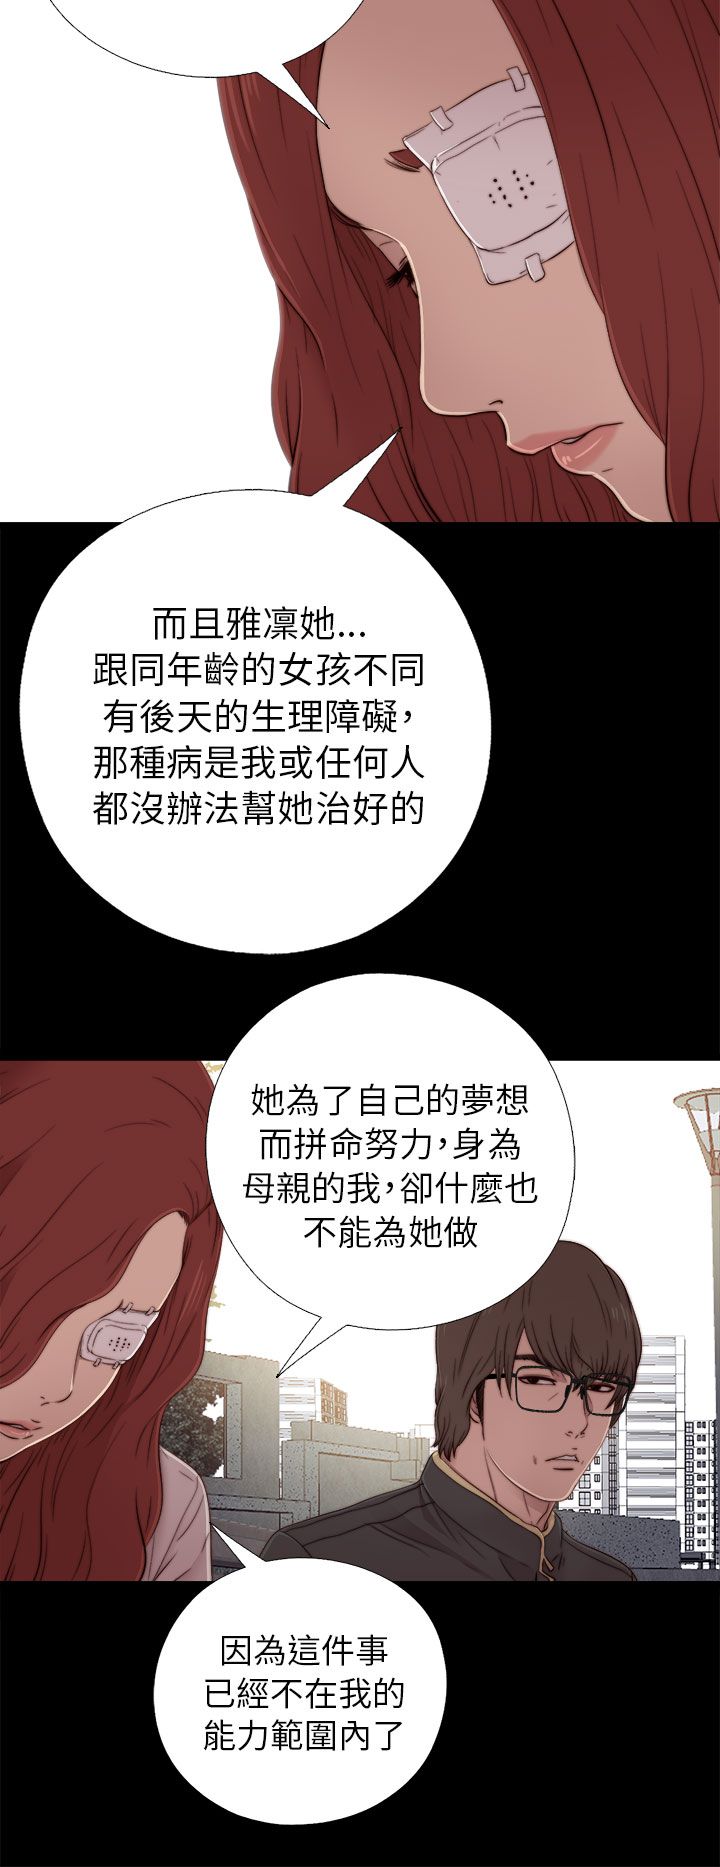 而且雅凜她...
跟同年齡的女孩不同
有後天的生理障礙，
那種病是我或任何人
都沒辦法幫她治好的
她為了自己的夢想
而拼命努力，身為
母親的我，卻什麼也
不能為她做
因為這件事
已經不在我的
能力範圍內了